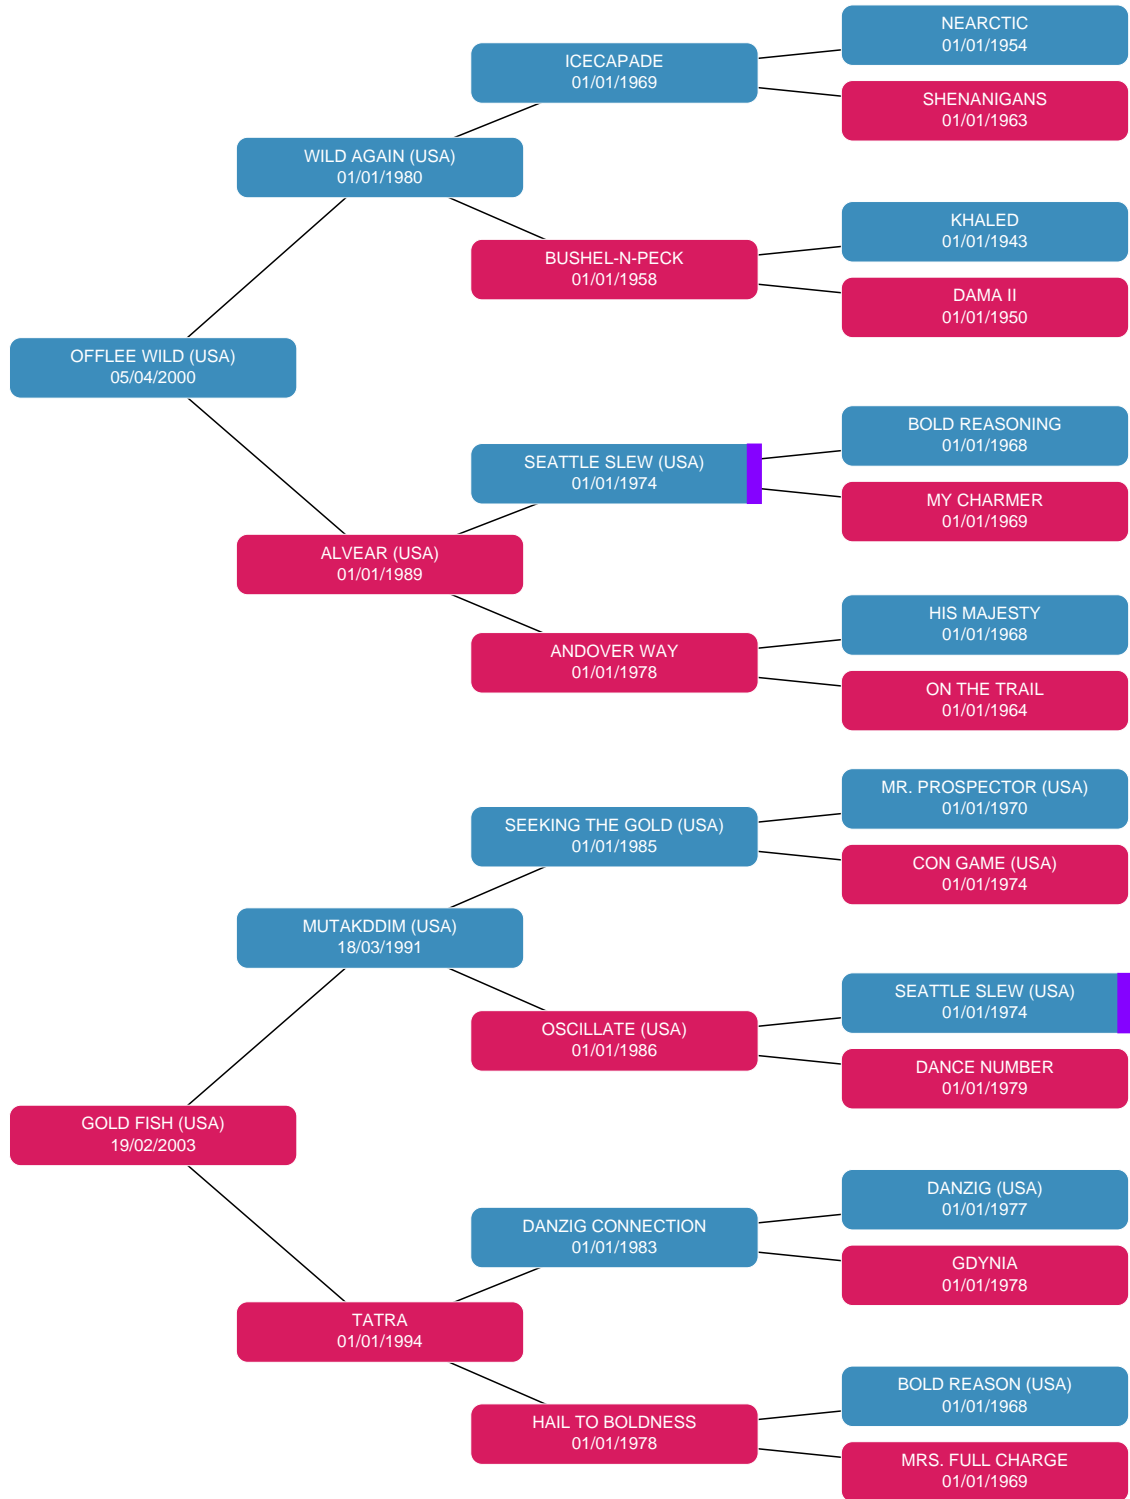 NEARCTIC
01/01/1954
ICECAPADE
01/01/1969
SHENANIGANS
01/01/1963
WILD AGAIN (USA)
01/01/1980
KHALED
01/01/1943
BUSHEL-N-PECK
01/01/1958
DAMA II
01/01/1950
OFFLEE WILD (USA)
05/04/2000
BOLD REASONING
01/01/1968
SEATTLE SLEW (USA)
01/01/1974
MY CHARMER
01/01/1969
ALVEAR (USA)
01/01/1989
HIS MAJESTY
01/01/1968
ANDOVER WAY
01/01/1978
ON THE TRAIL
01/01/1964
MR. PROSPECTOR (USA)
01/01/1970
SEEKING THE GOLD (USA)
01/01/1985
CON GAME (USA)
01/01/1974
MUTAKDDIM (USA)
18/03/1991
SEATTLE SLEW (USA)
01/01/1974
OSCILLATE (USA)
01/01/1986
DANCE NUMBER
01/01/1979
GOLD FISH (USA)
19/02/2003
DANZIG (USA)
01/01/1977
DANZIG CONNECTION
01/01/1983
GDYNIA
01/01/1978
TATRA
01/01/1994
BOLD REASON (USA)
01/01/1968
HAIL TO BOLDNESS
01/01/1978
MRS. FULL CHARGE
01/01/1969